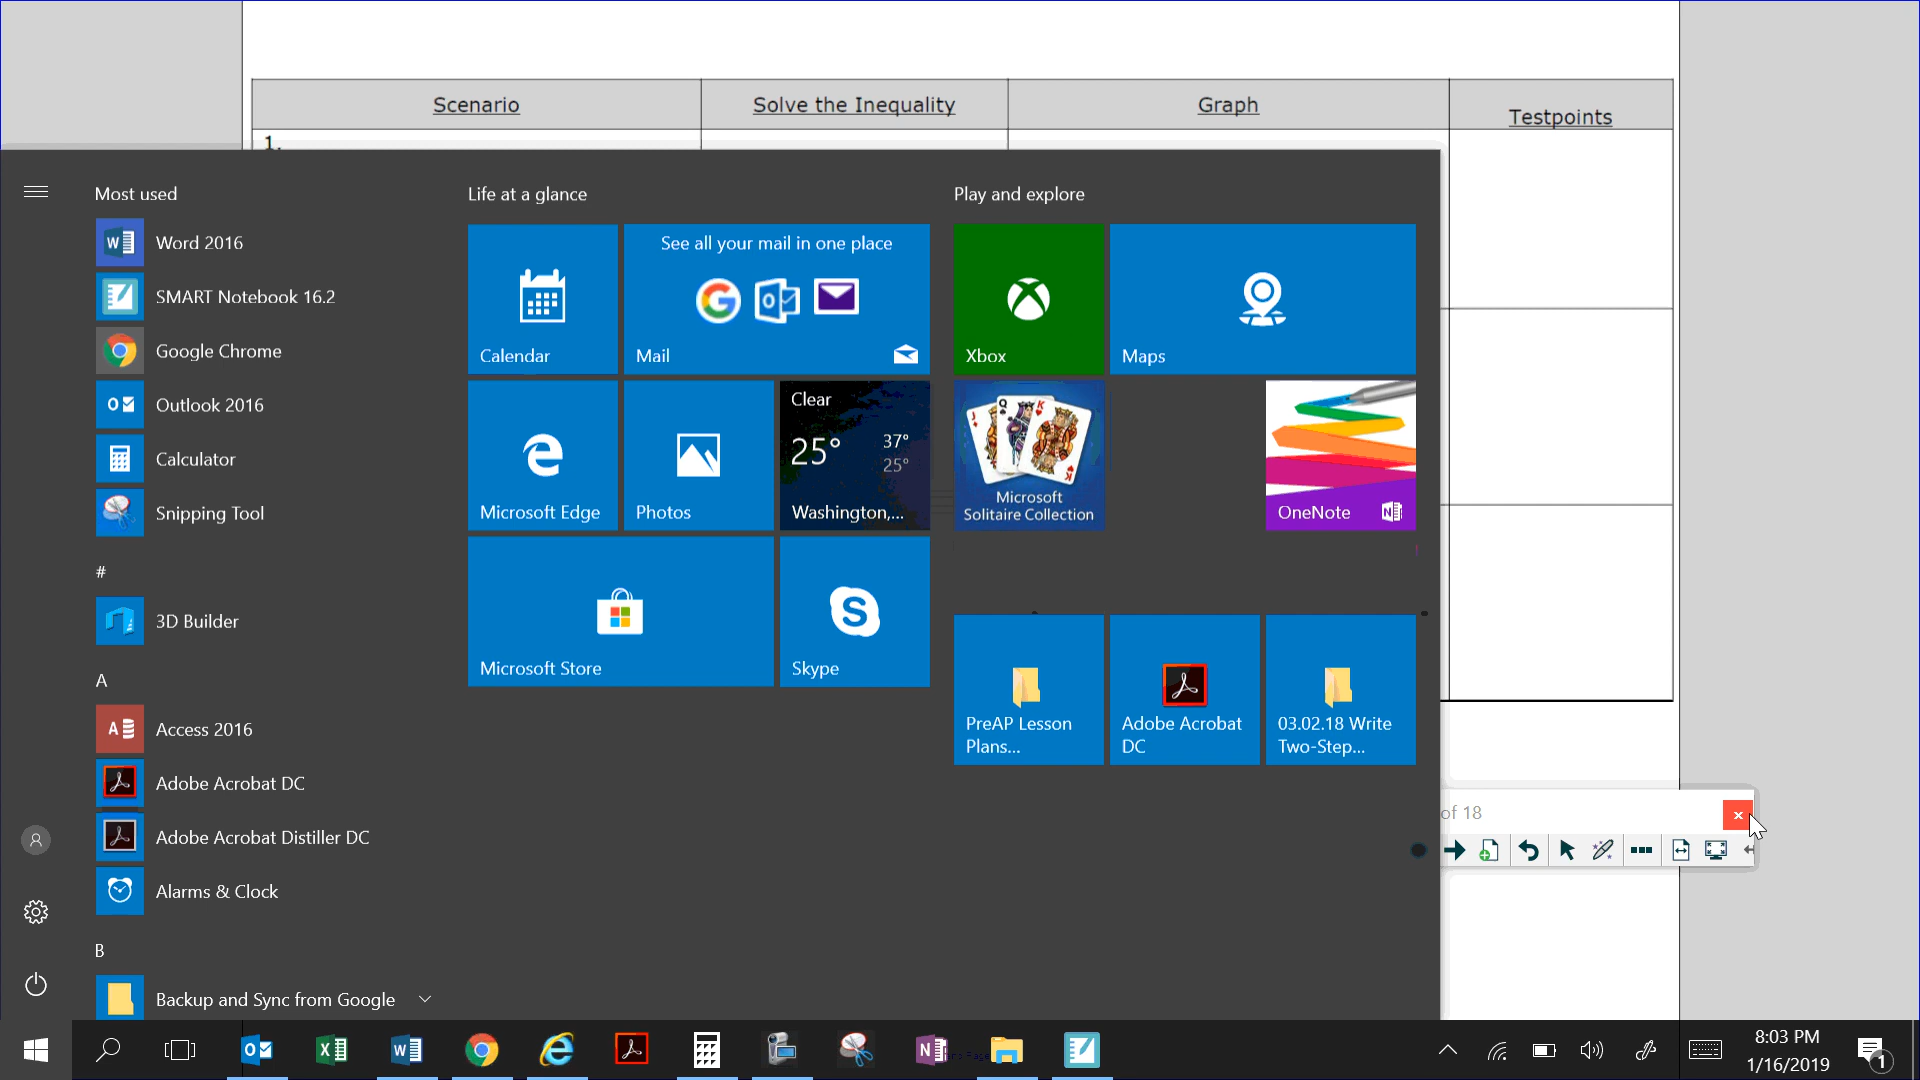 Scenario
Solve the Inequality
Graph
Testpoints
1.
Most used
Word 2016
SMART Notebook 16.2
Google Chrome
Outlook 2016
Calculator
Snipping Tool
#
3D Builder
A
Access 2016
Adobe Acrobat DC
Adobe Acrobat Distiller DC
Alarms & Clock
B
Backup and Sync from Google
Life at a glance
Calendar
See all your mail in one place
Mail
Microsoft Edge
Photos
Clear
25°
37°
25°
Washington,...
Microsoft Store
Skype
Play and explore
Xbox
Maps
Microsoft
Solitaire Collection
OneNote
PreAP Lesson
Plans...
Adobe Acrobat
DC
03.02.18 Write
Two-Step...
of 18
8:03 PM
1/16/2019
1